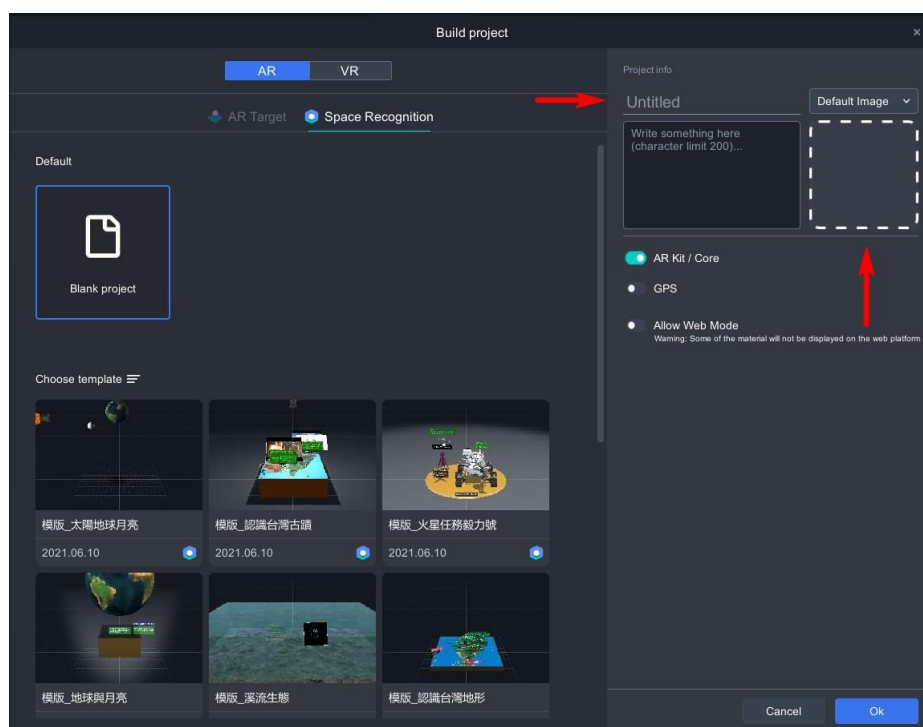 Build project
AR
VR
AR Target
Space Recognition
Default
Blank project
Choose template
模版_太陽地球月亮
2021.06.10
模版_認識台灣古蹟
2021.06.10
模版_火星任務毅力號
2021.06.10
模版_地球與月亮
模版_溪流生態
模版_認識台灣地形
Project info
Untitled
Default Image
Write something here
(character limit 200)...
AR Kit / Core
GPS
Allow Web Mode
Warning: Some of the material will not be displayed on the web platform
Cancel
Ok